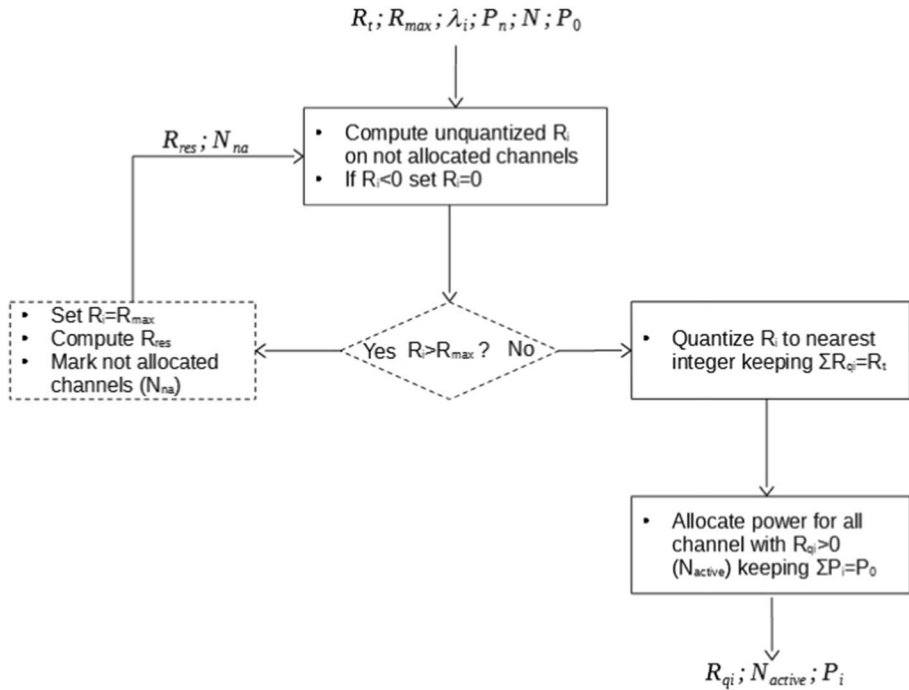 R_t; R_max; λ_i; P_n; N; P_0
R_res; N_na
• Compute unquantized R_i
on not allocated channels
• If R_i<0 set R_i=0
• Set R_i=R_max
• Compute R_res
• Mark not allocated
channels (N_na)
Yes R_i>R_max? No
• Quantize R_i to nearest
integer keeping ΣR_qi=R_t
• Allocate power for all
channel with R_qi>0
(N_active) keeping ΣP_i=P_0
R_qi; N_active; P_i